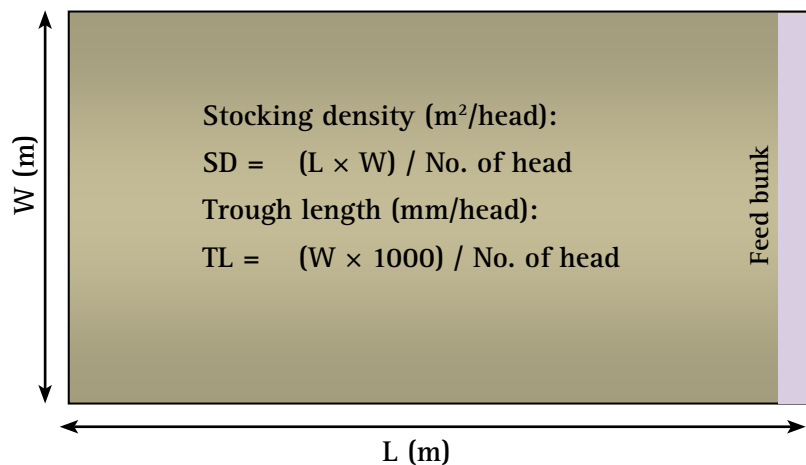 Stocking density (m²/head):
SD = (L × W) / No. of head
Trough length (mm/head):
TL = (W × 1000) / No. of head
W (m)
Feed bunk
L (m)